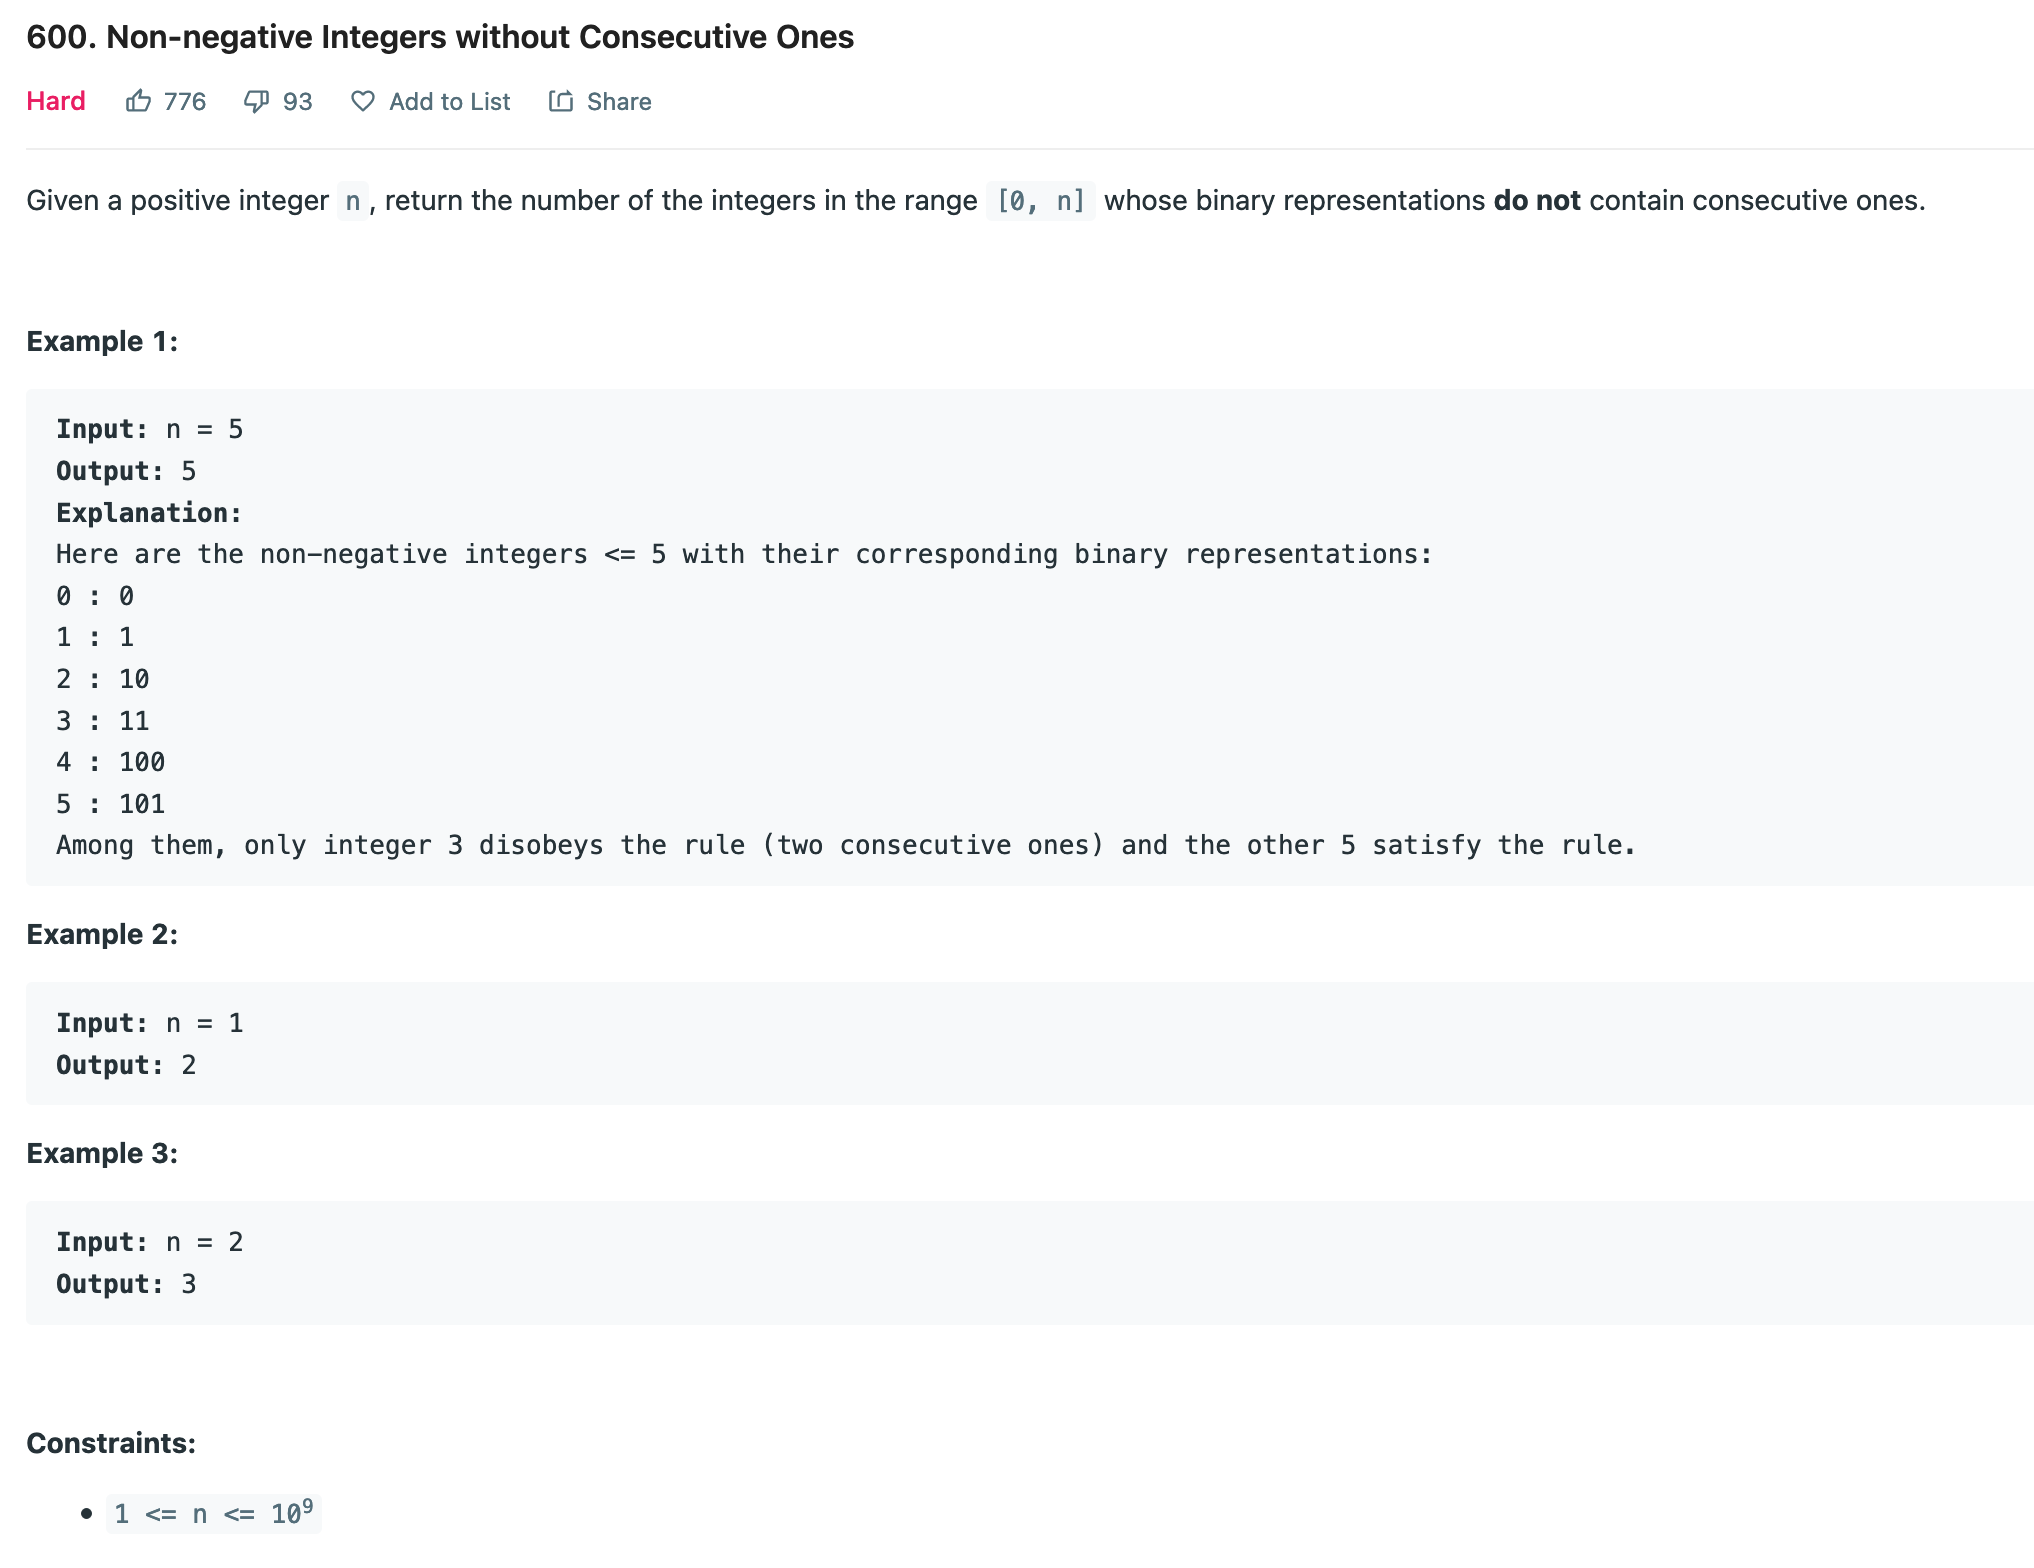 600. Non-negative Integers without Consecutive Ones
Hard 776 93 Add to List Share
Given a positive integer n, return the number of the integers in the range [0, n] whose binary representations do not contain consecutive ones.
Example 1:
Input: n = 5
Output: 5
Explanation:
Here are the non-negative integers <= 5 with their corresponding binary representations:
0 : 0
1 : 1
2 : 10
3 : 11
4 : 100
5 : 101
Among them, only integer 3 disobeys the rule (two consecutive ones) and the other 5 satisfy the rule.
Example 2:
Input: n = 1
Output: 2
Example 3:
Input: n = 2
Output: 3
Constraints:
• 1 <= n <= 10⁹